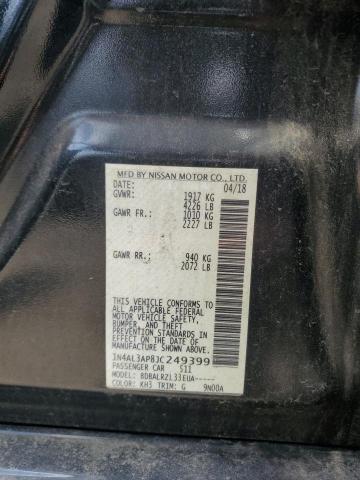 MFD BY NISSAN MOTOR CO., LTD.
DATE: 04/18
GVWR: 1917 KG
4226 LB
GAWR FR.: 1010 KG
2227 LB
GAWR RR.: 940 KG
2072 LB
THIS VEHICLE CONFORMS TO
ALL APPLICABLE FEDERAL
MOTOR VEHICLE SAFETY,
BUMPER, AND THEFT
PREVENTION STANDARDS
IN EFFECT ON THE DATE OF
MANUFACTURE SHOWN ABOVE.
1N4AL3AP8JC249399
PASSENGER CAR S11
MODEL: BDBALRZL33EUA-----
COLOR: KH3 TRIM: G 9N00A